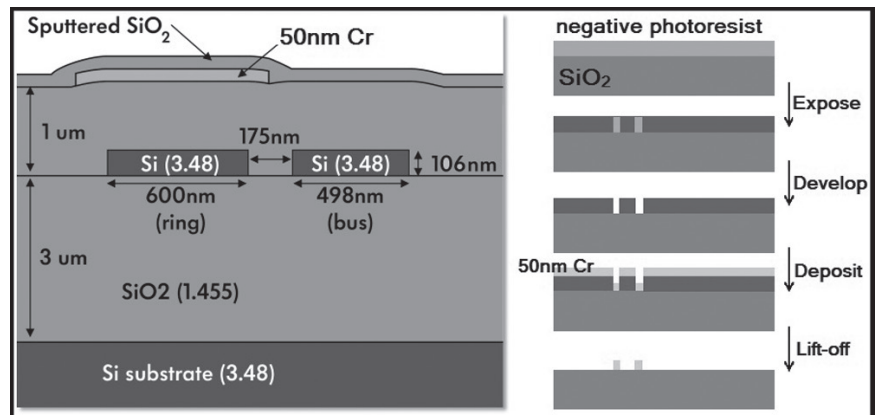 Sputtered SiO₂
50nm Cr
1 um
175nm
Si (3.48)
Si (3.48)
106nm
600nm
(ring)
498nm
(bus)
3 um
SiO2 (1.455)
Si substrate (3.48)
negative photoresist
SiO₂
Expose
Develop
50nm Cr
Deposit
Lift-off